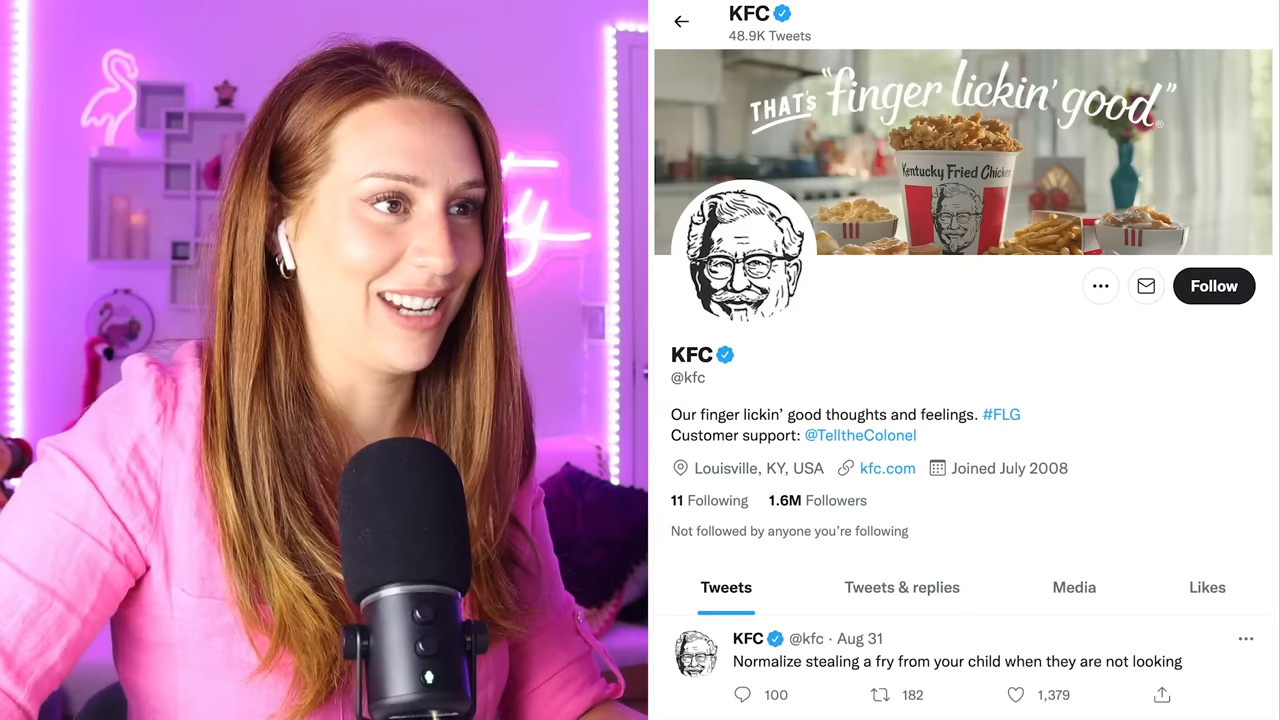 ty
KFC
48.9K Tweets
THAT'S "finger lickin' good"®
Kentucky Fried Chicken
Follow
KFC
@kfc
Our finger lickin’ good thoughts and feelings. #FLG
Customer support: @TelltheColonel
Louisville, KY, USA kfc.com Joined July 2008
11 Following 1.6M Followers
Not followed by anyone you’re following
Tweets Tweets & replies Media Likes
KFC @kfc · Aug 31
Normalize stealing a fry from your child when they are not looking
100 182 1,379